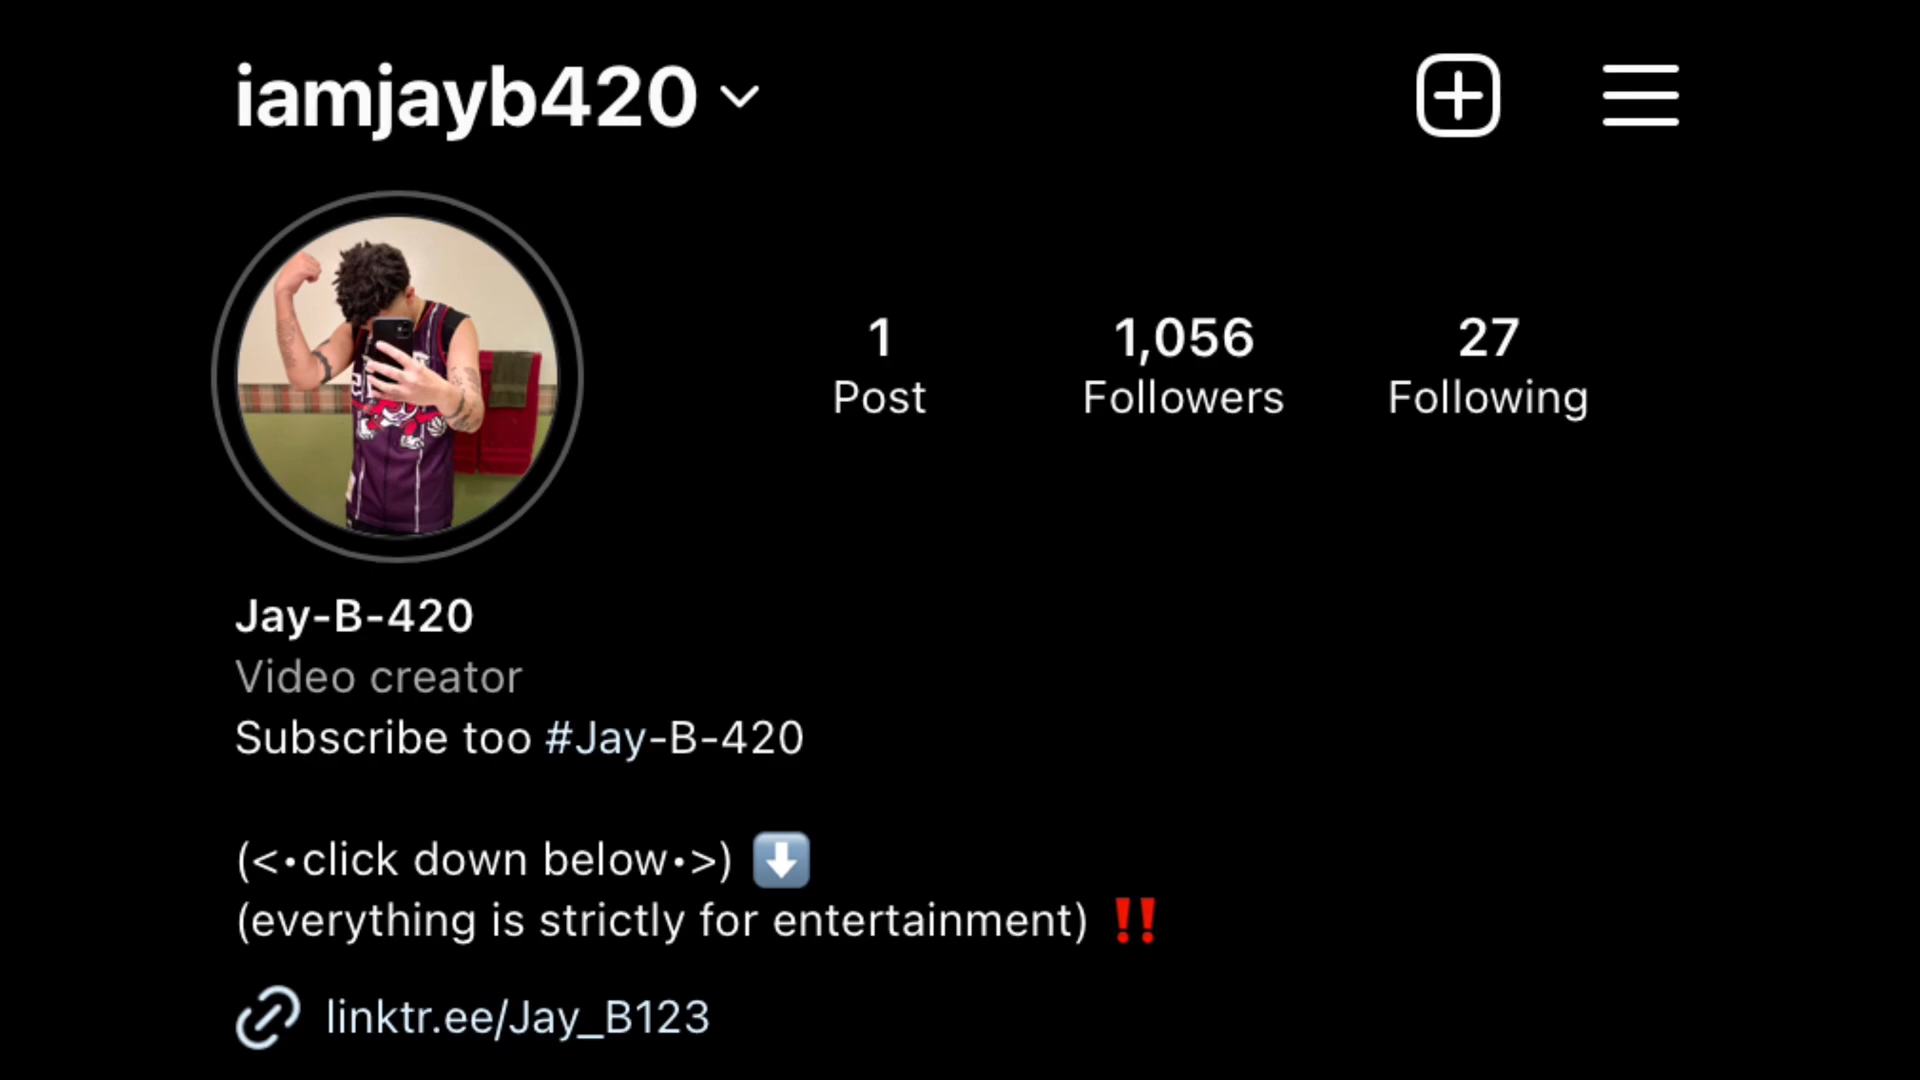 iamjayb420
1
Post
1,056
Followers
27
Following
Jay-B-420
Video creator
Subscribe too #Jay-B-420
(<•click down below•>) ⬇️
(everything is strictly for entertainment) ‼️
linktr.ee/Jay_B123